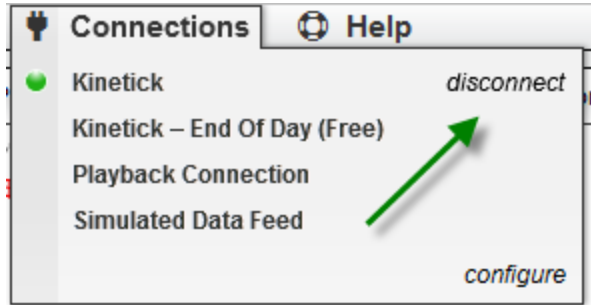 Connections Help
Kinetick disconnect
Kinetick – End Of Day (Free)
Playback Connection
Simulated Data Feed
configure